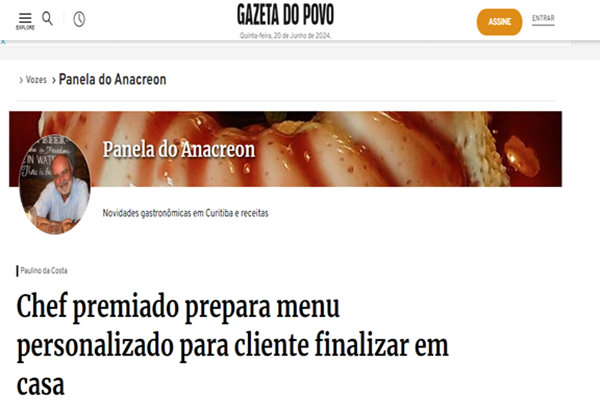 EXPLORE
GAZETA DO POVO
Quinta-feira, 20 de Junho de 2024.
ASSINE
ENTRAR
› Vozes › Panela do Anacreon
Panela do Anacreon
Novidades gastronômicas em Curitiba e receitas
Paulino da Costa
Chef premiado prepara menu
personalizado para cliente finalizar em
casa